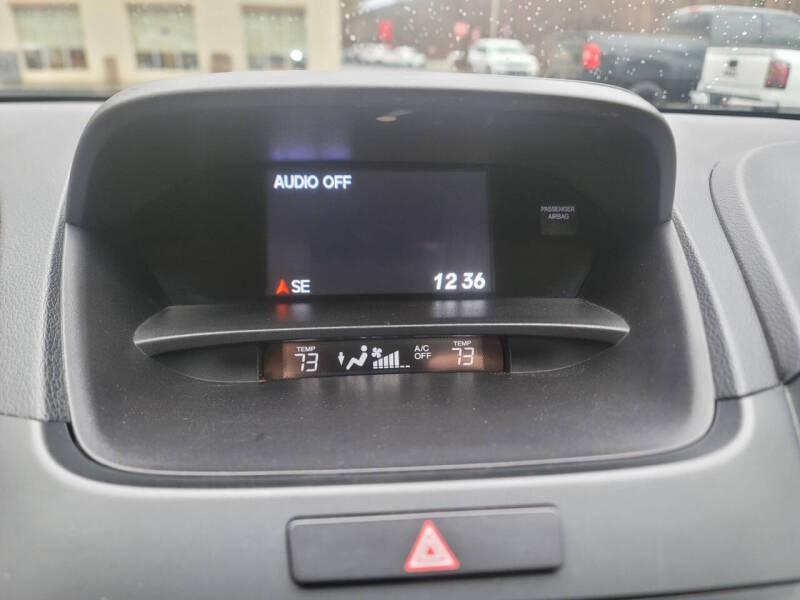 AUDIO OFF
PASSENGER
AIRBAG
SE
12 36
TEMP
73
A/C
OFF
TEMP
73